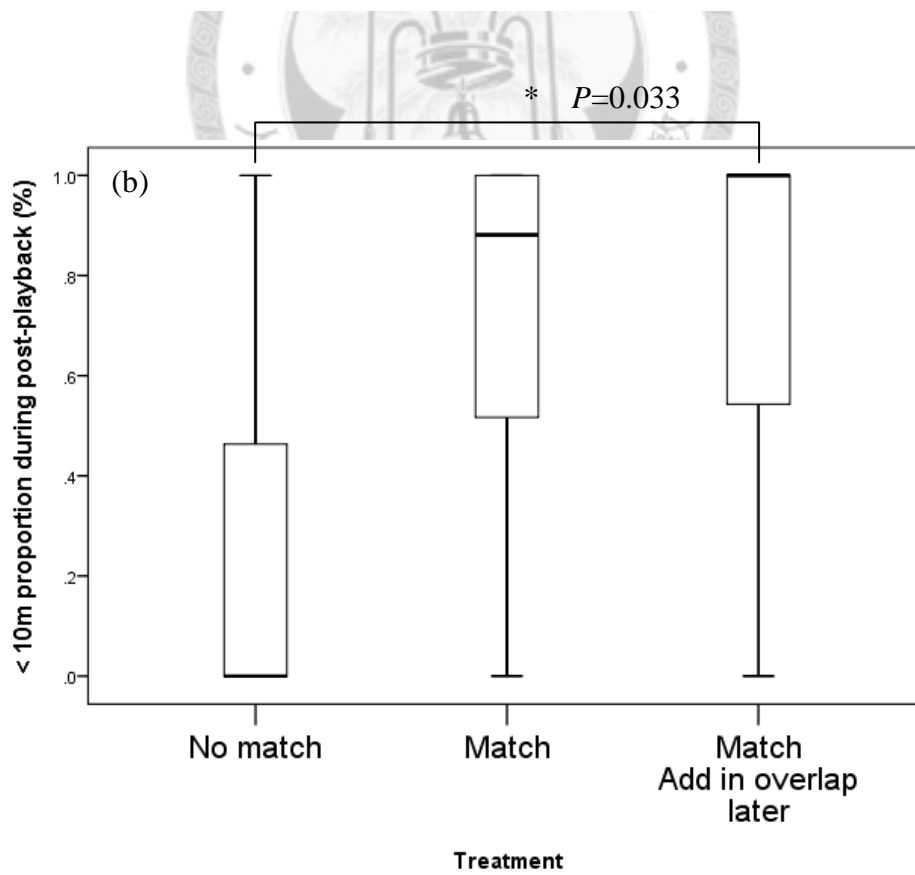 * P=0.033
(b)
< 10m proportion during post-playback (%)
1.0
.8
.6
.4
.2
.0
No match
Match
Match
Add in overlap
later
Treatment